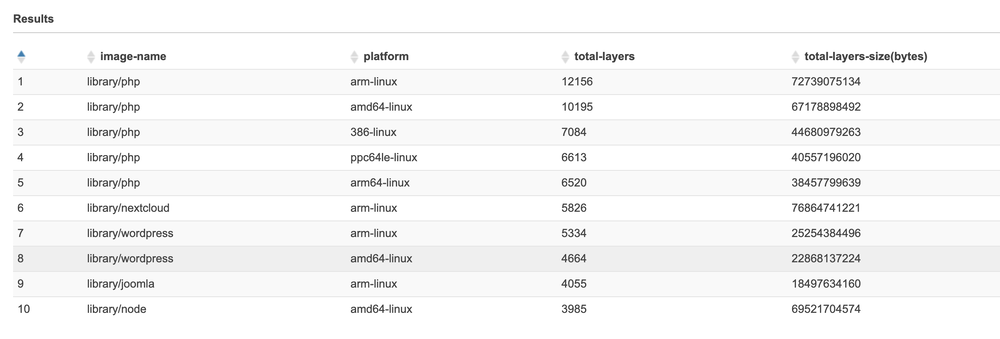 Results
image-name platform total-layers total-layers-size(bytes)
1 library/php arm-linux 12156 72739075134
2 library/php amd64-linux 10195 67178898492
3 library/php 386-linux 7084 44680979263
4 library/php ppc64le-linux 6613 40557196020
5 library/php arm64-linux 6520 38457799639
6 library/nextcloud arm-linux 5826 76864741221
7 library/wordpress arm-linux 5334 25254384496
8 library/wordpress amd64-linux 4664 22868137224
9 library/joomla arm-linux 4055 18497634160
10 library/node amd64-linux 3985 69521704574